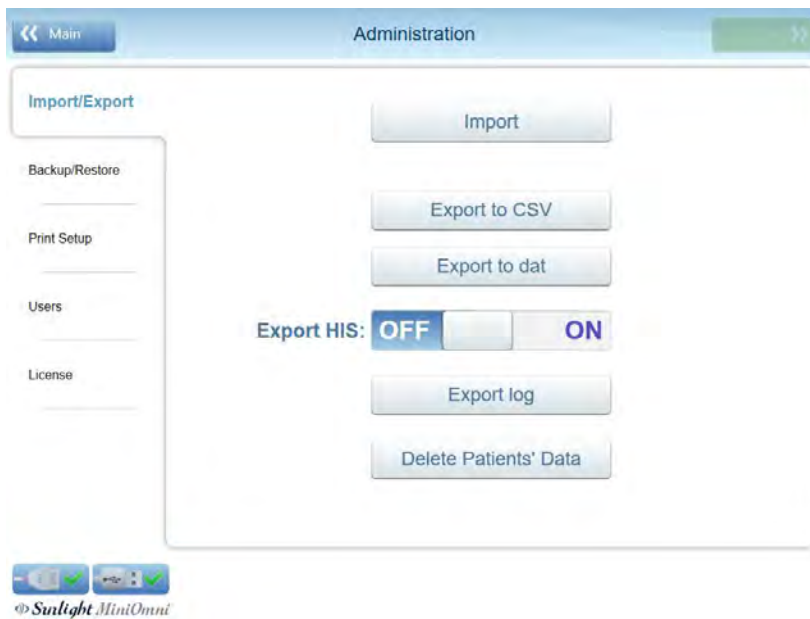 Main
Administration
Import/Export
Import
Backup/Restore
Export to CSV
Print Setup
Export to dat
Users
Export HIS: OFF ON
License
Export log
Delete Patients' Data
Sunlight MiniOmni